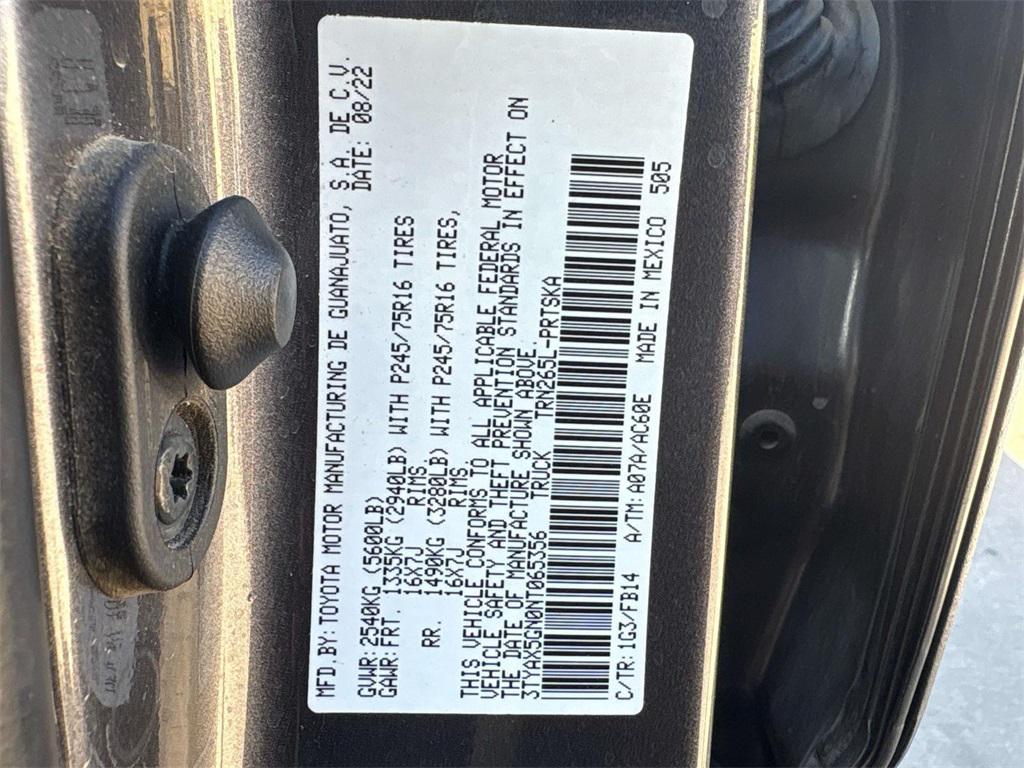 MFD.BY:TOYOTA MOTOR MANUFACTURING DE GUANAJUATO, S.A. DE C.V.
DATE: 08/22
GVWR:2540KG (5600LB)
GAWR:FRT. 1335KG (2940LB) WITH P245/75R16 TIRES
16X7J RIMS
RR. 1490KG (3280LB) WITH P245/75R16 TIRES,
16X7J RIMS
THIS VEHICLE CONFORMS TO ALL APPLICABLE FEDERAL MOTOR
VEHICLE SAFETY AND THEFT PREVENTION STANDARDS IN EFFECT ON
THE DATE OF MANUFACTURE SHOWN ABOVE.
3TYAX5GN0NT065356 TRUCK TRN265L-PRTSKA
C/TR:1G3/FB14 A/TM:A07A/AC60E MADE IN MEXICO 505